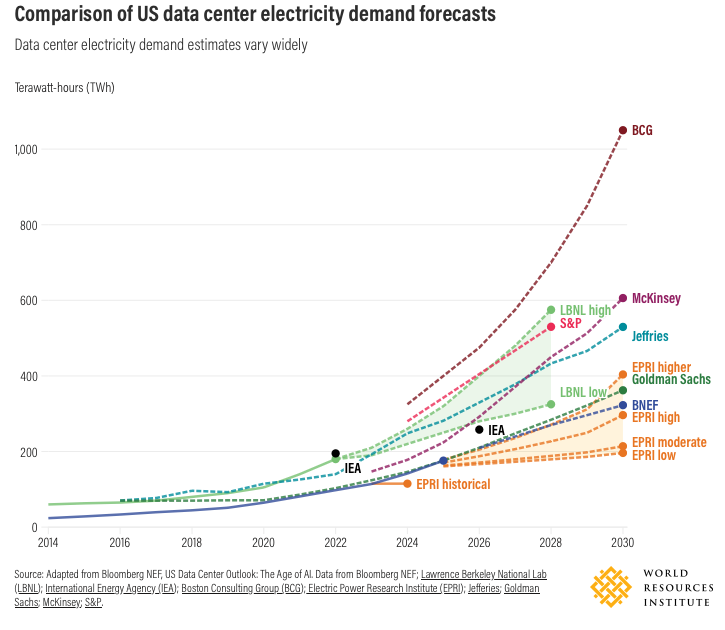 Comparison of US data center electricity demand forecasts
Data center electricity demand estimates vary widely
Terawatt-hours (TWh)
BCG
1,000
800
600
McKinsey
LBNL high
S&P
Jeffries
400
EPRI higher
Goldman Sachs
LBNL low
BNEF
EPRI high
IEA
200
EPRI moderate
EPRI low
IEA
EPRI historical
0
2014 2016 2018 2020 2022 2024 2026 2028 2030
Source: Adapted from Bloomberg NEF, US Data Center Outlook: The Age of AI. Data from Bloomberg NEF; Lawrence Berkeley National Lab
(LBNL); International Energy Agency (IEA); Boston Consulting Group (BCG); Electric Power Research Institute (EPRI); Jefferies; Goldman
Sachs; McKinsey; S&P.
WORLD
RESOURCES
INSTITUTE